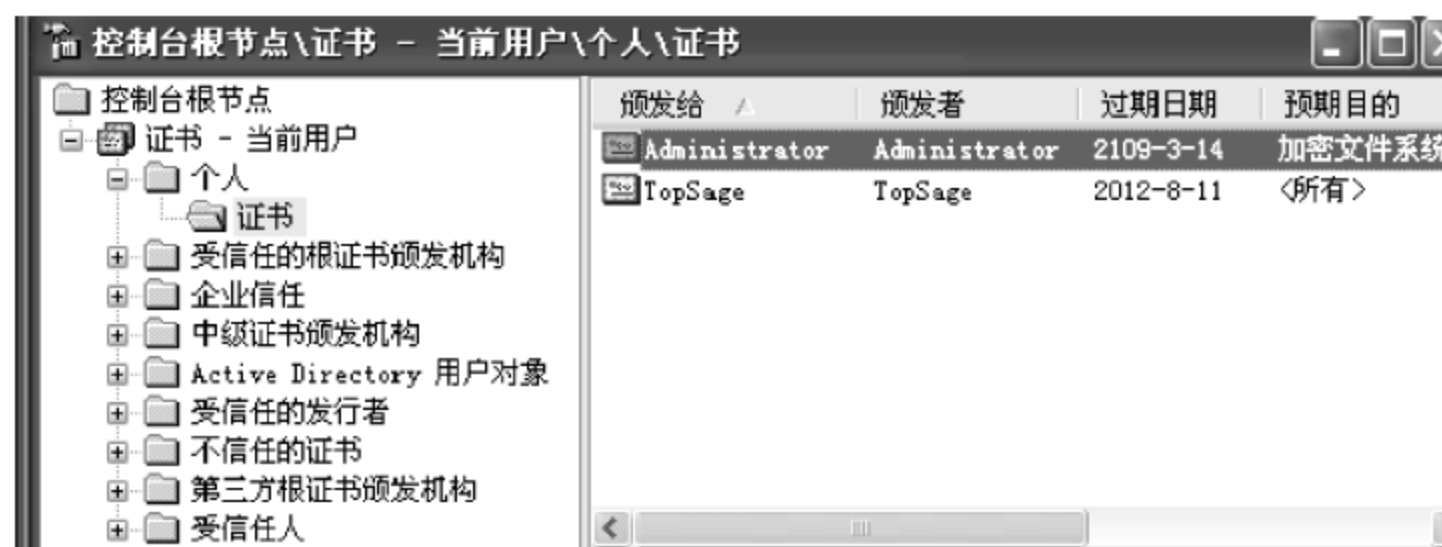 控制台根节点\证书 - 当前用户\个人\证书
控制台根节点
证书 - 当前用户
个人
证书
受信任的根证书颁发机构
企业信任
中级证书颁发机构
Active Directory 用户对象
受信任的发行者
不信任的证书
第三方根证书颁发机构
受信任人
颁发给 颁发者 过期日期 预期目的
Administrator Administrator 2109-3-14 加密文件系统
TopSage TopSage 2012-8-11 <所有>